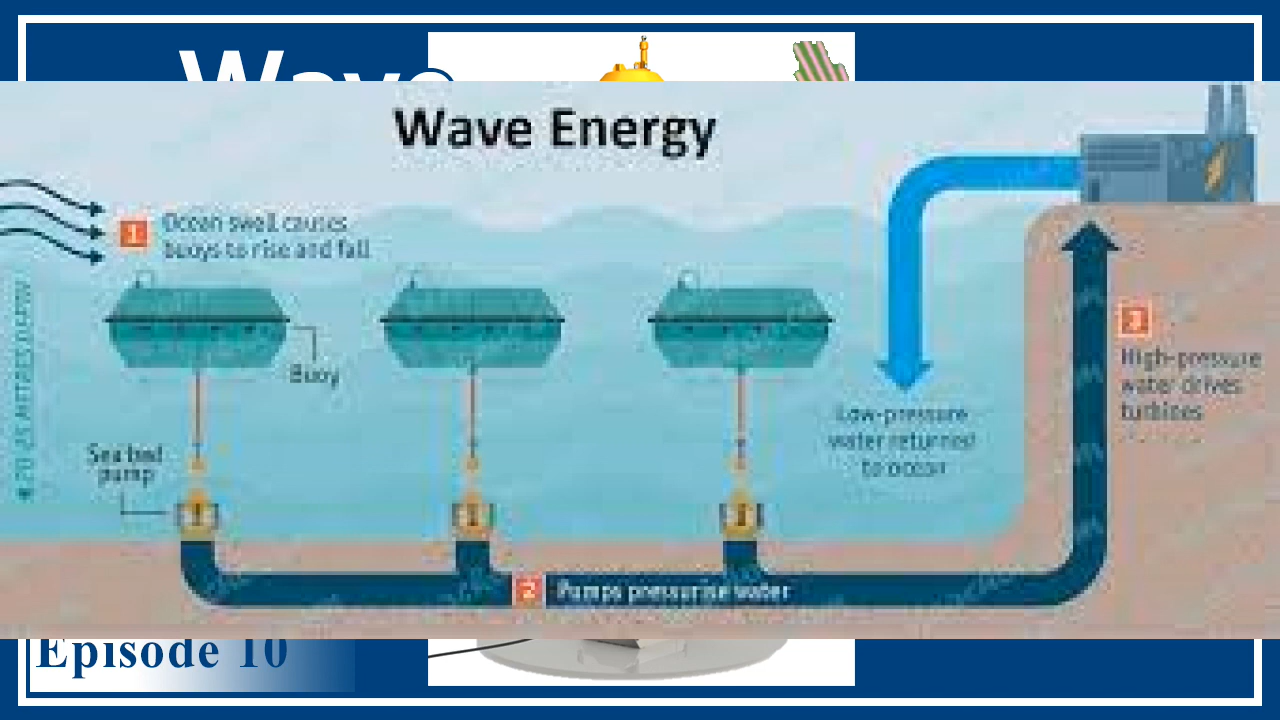 Wave
Wave Energy
1
Ocean swell causes
buoys to rise and fall
Buoy
Sea bed
pump
Low-pressure
water returned
to ocean
3
High-pressure
water drives
turbines
2 Pumps pressurise water
Episode 10